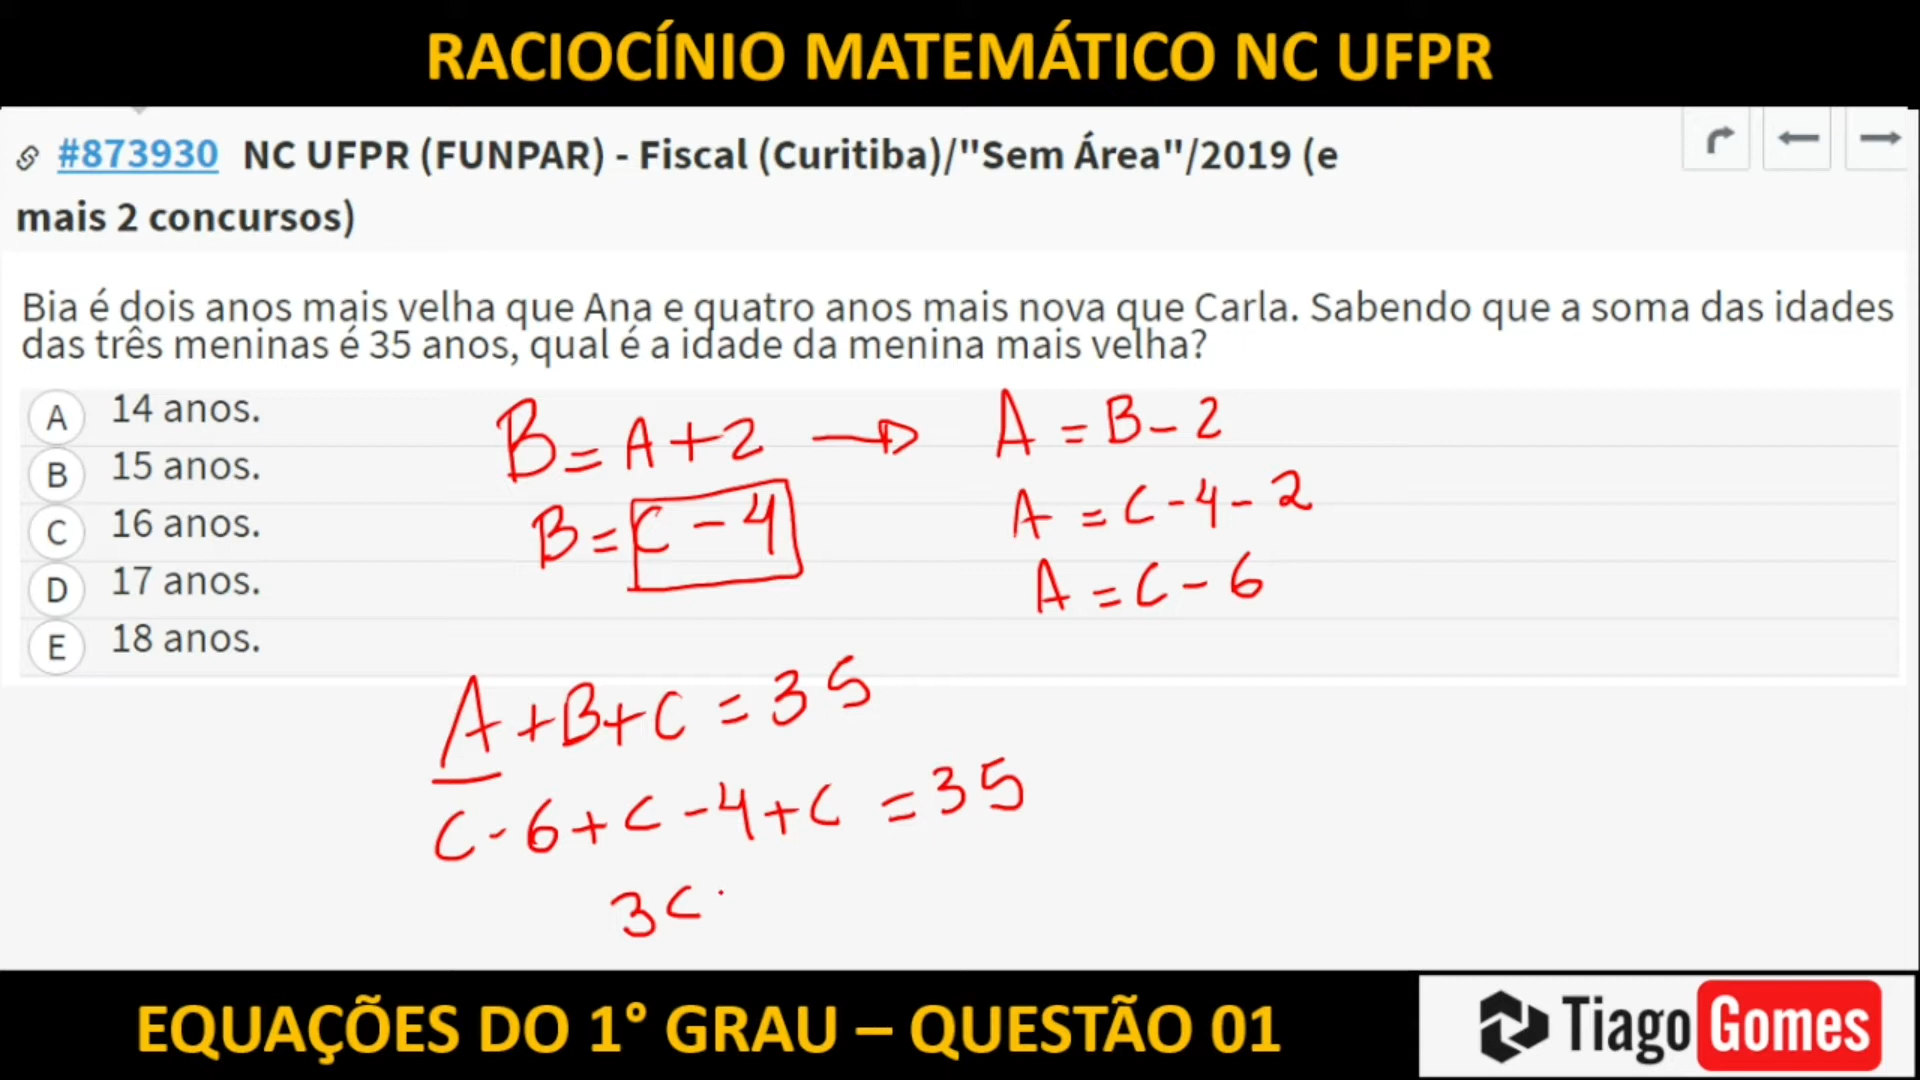 RACIOCÍNIO MATEMÁTICO NC UFPR
#873930 NC UFPR (FUNPAR) - Fiscal (Curitiba)/"Sem Área"/2019 (e
mais 2 concursos)
Bia é dois anos mais velha que Ana e quatro anos mais nova que Carla. Sabendo que a soma das idades
das três meninas é 35 anos, qual é a idade da menina mais velha?
A 14 anos.
B 15 anos.
C 16 anos.
D 17 anos.
E 18 anos.
B = A + 2 → A = B - 2
B = C - 4
A = C - 4 - 2
A = C - 6
A + B + C = 35
C - 6 + C - 4 + C = 35
3C
EQUAÇÕES DO 1° GRAU – QUESTÃO 01
Tiago Gomes